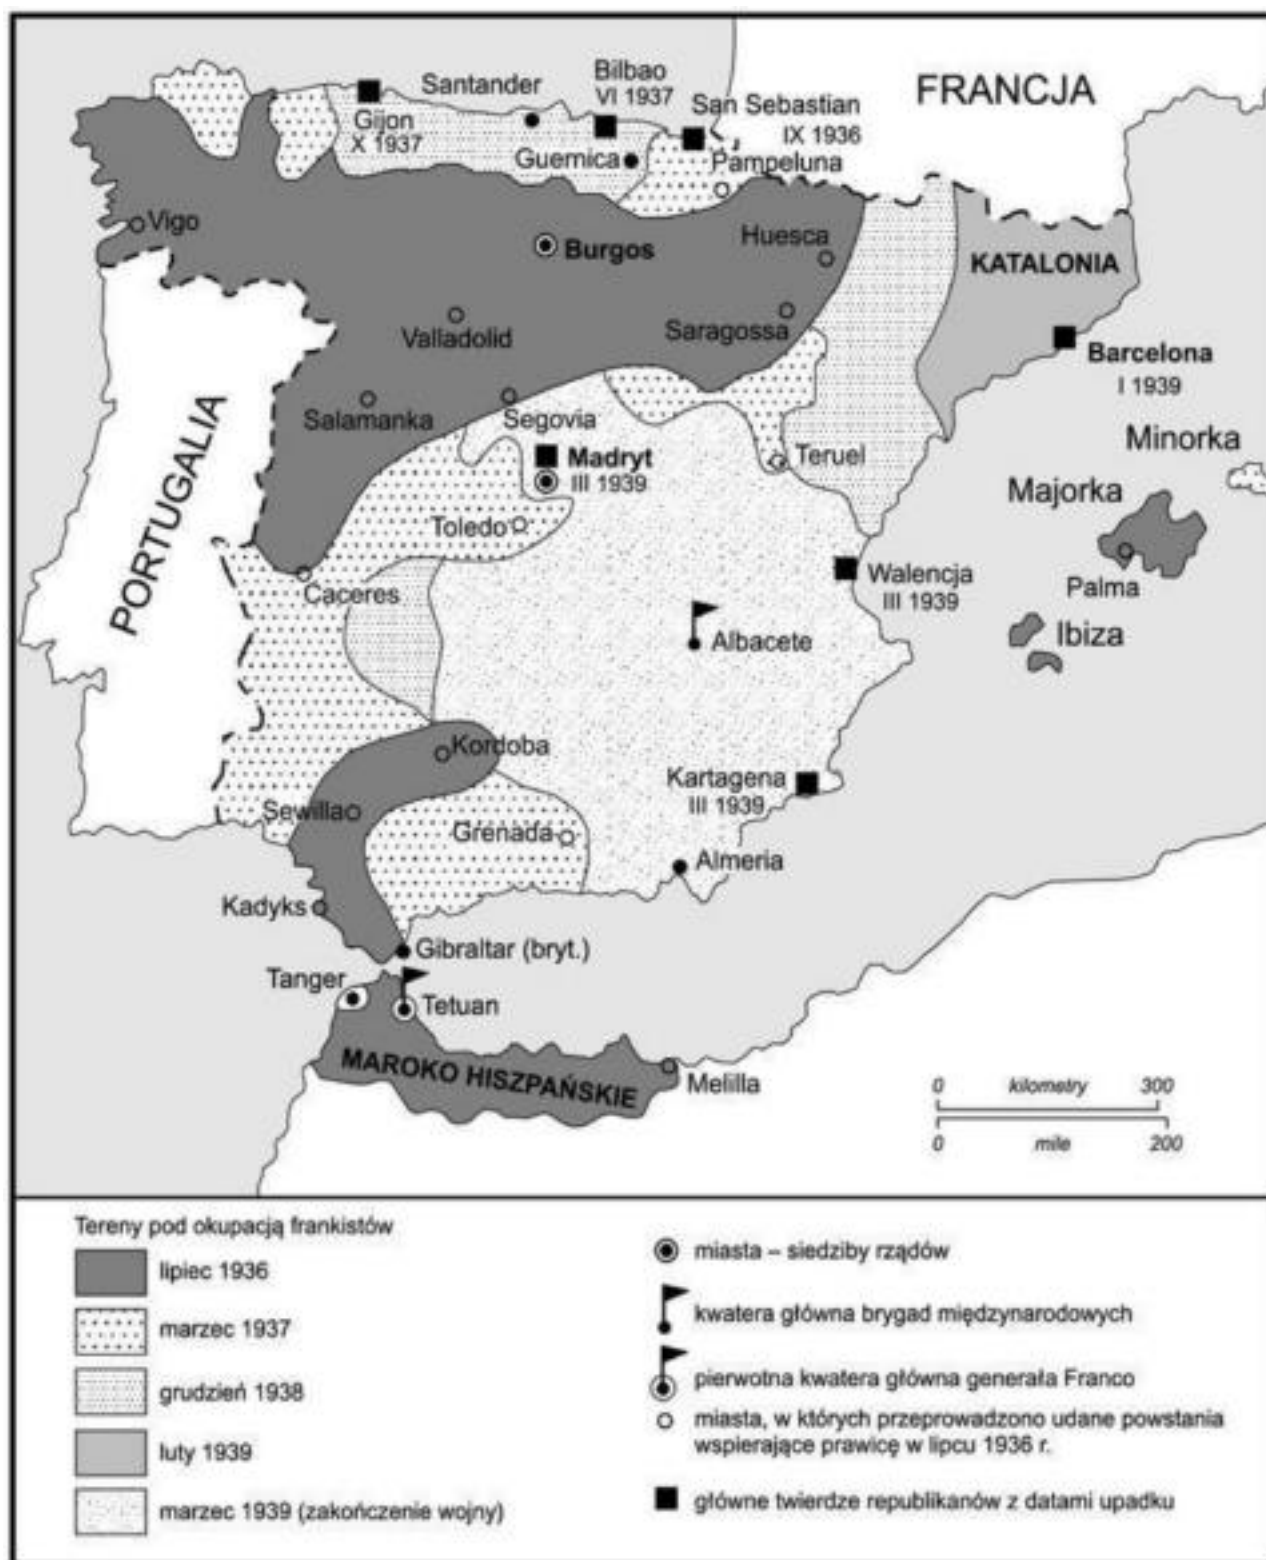 FRANCJA
Santander
Bilbao
VI 1937
San Sebastian
IX 1936
Gijon
X 1937
Guernica
Pampeluna
Vigo
Burgos
Huesca
KATALONIA
Valladolid
Saragossa
Barcelona
I 1939
Salamanka
Segovia
Minorka
PORTUGALIA
Madryt
III 1939
Teruel
Majorka
Toledo
Caceres
Walencja
III 1939
Palma
Albacete
Ibiza
Kordoba
Kartagena
III 1939
Sewilla
Grenada
Almeria
Kadyks
Gibraltar (bryt.)
Tanger
Tetuan
MAROKO HISZPAŃSKIE
Melilla
0 kilometry 300
0 mile 200
Tereny pod okupacją frankistów
lipiec 1936
marzec 1937
grudzień 1938
luty 1939
marzec 1939 (zakończenie wojny)
miasta – siedziby rządów
kwatera główna brygad międzynarodowych
pierwotna kwatera główna generała Franco
miasta, w których przeprowadzono udane powstania
wspierające prawicę w lipcu 1936 r.
główne twierdze republikanów z datami upadku